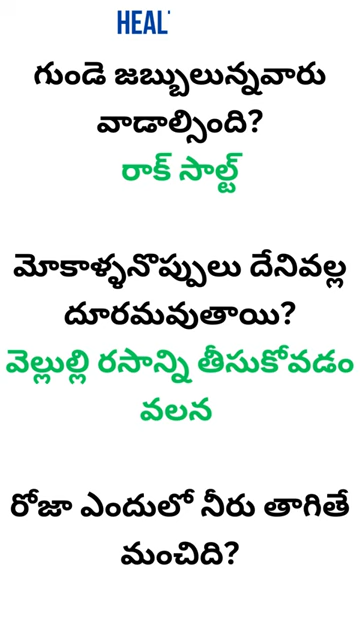 HEAL
గుండె జబ్బులున్నవారు
వాడాల్సింది?
రాక్ సాల్ట్
మోకాళ్ళనొప్పులు దేనివల్ల
దూరమవుతాయి?
వెల్లుల్లి రసాన్ని తీసుకోవడం
వలన
రోజూ ఎందులో నీరు తాగితే
మంచిది?